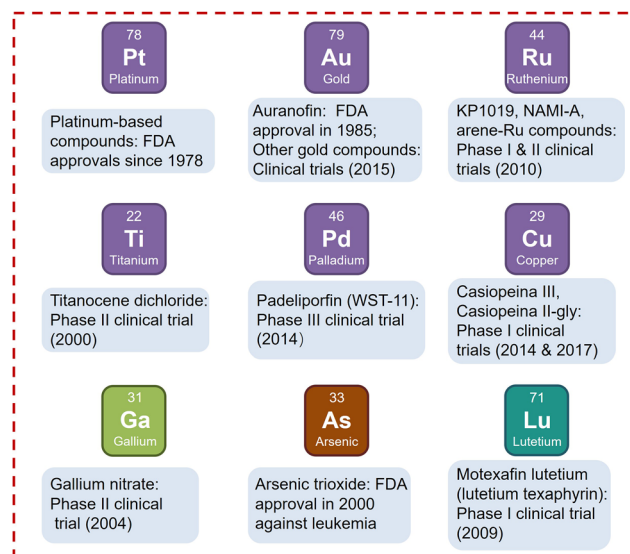 78
Pt
Platinum
Platinum-based
compounds: FDA
approvals since 1978
79
Au
Gold
Auranofin: FDA
approval in 1985;
Other gold compounds:
Clinical trials (2015)
44
Ru
Ruthenium
KP1019, NAMI-A,
arene-Ru compounds:
Phase I & II clinical
trials (2010)
22
Ti
Titanium
Titanocene dichloride:
Phase II clinical trial
(2000)
46
Pd
Palladium
Padeliporfin (WST-11):
Phase III clinical trial
(2014)
29
Cu
Copper
Casiopeina III,
Casiopeina II-gly:
Phase I clinical
trials (2014 & 2017)
31
Ga
Gallium
Gallium nitrate:
Phase II clinical
trial (2004)
33
As
Arsenic
Arsenic trioxide: FDA
approval in 2000
against leukemia
71
Lu
Lutetium
Motexafin lutetium
(lutetium texaphyrin):
Phase I clinical trial
(2009)